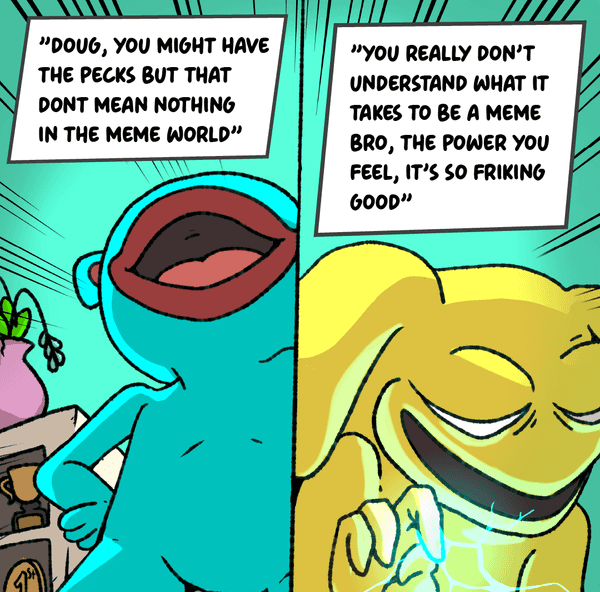 "DOUG, YOU MIGHT HAVE
THE PECKS BUT THAT
DONT MEAN NOTHING
IN THE MEME WORLD"
"YOU REALLY DON'T
UNDERSTAND WHAT IT
TAKES TO BE A MEME
BRO, THE POWER YOU
FEEL, IT'S SO FRIKING
GOOD"
1st